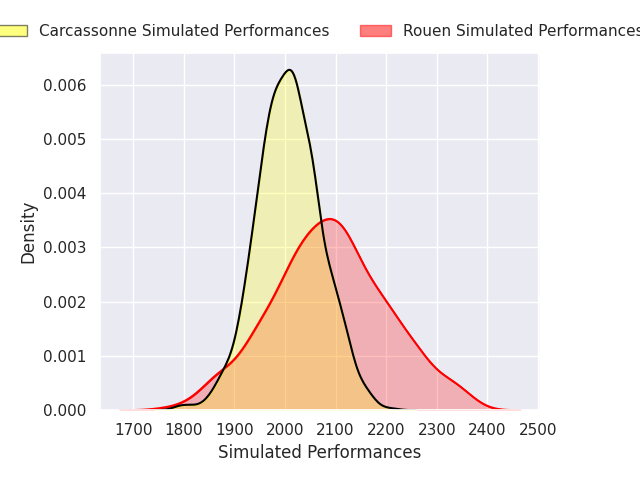 Carcassonne Simulated Performances
Rouen Simulated Performances
0.006
0.005
0.004
0.003
0.002
0.001
0.000
Density
1700 1800 1900 2000 2100 2200 2300 2400 2500
Simulated Performances